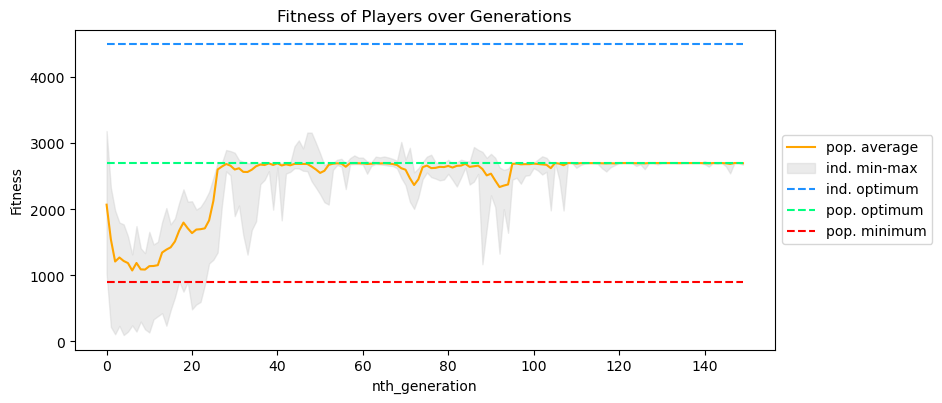 Fitness of Players over Generations
Fitness
4000
3000
2000
1000
0
0 20 40 60 80 100 120 140
nth_generation
pop. average
ind. min-max
ind. optimum
pop. optimum
pop. minimum